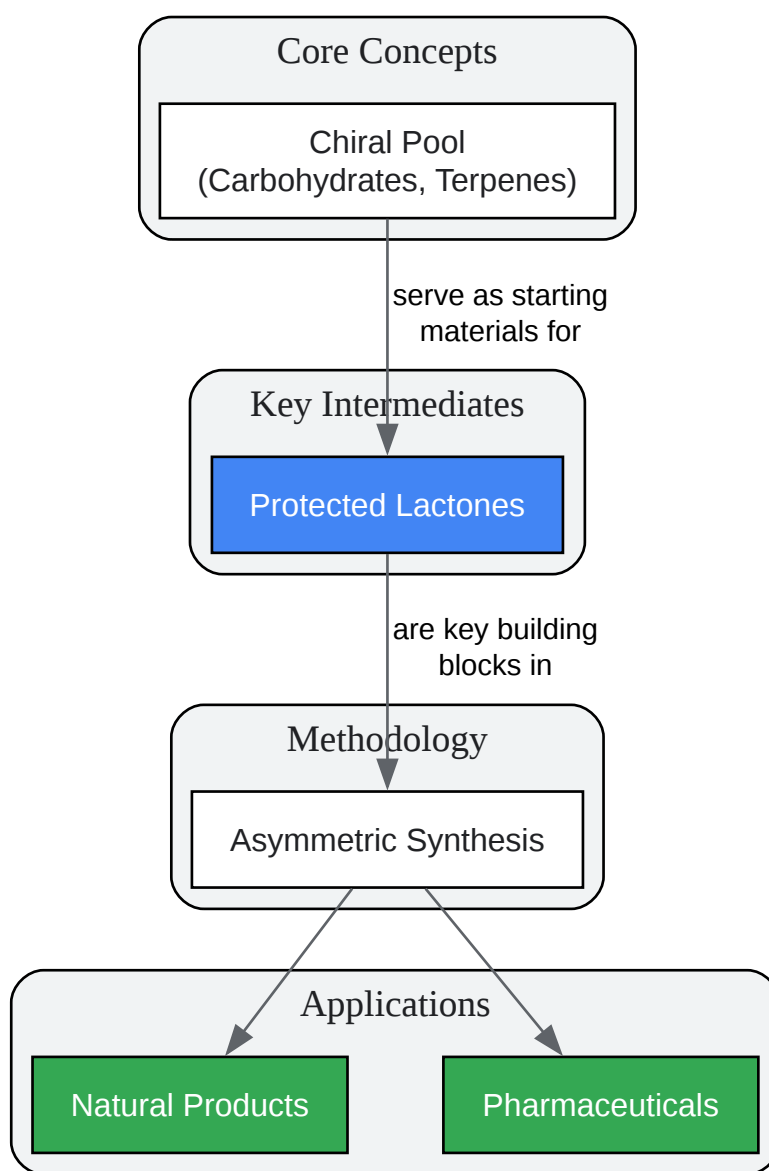 Core Concepts
Chiral Pool
(Carbohydrates, Terpenes)
serve as starting
materials for
Key Intermediates
Protected Lactones
are key building
blocks in
Methodology
Asymmetric Synthesis
Applications
Natural Products
Pharmaceuticals